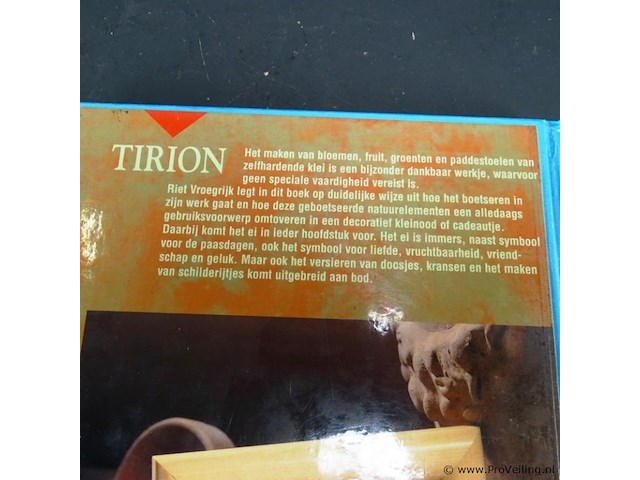 TIRION
Het maken van bloemen, fruit, groenten en paddestoelen van
zelfhardende klei is een bijzonder dankbaar werkje, waarvoor
geen speciale vaardigheid vereist is.
Riet Vroegrijk legt in dit boek op duidelijke wijze uit hoe het boetseren in
zijn werk gaat en hoe deze geboetseerde natuurelementen een alledaags
gebruiksvoorwerp omtoveren in een decoratief kleinood of cadeautje.
Daarbij komt het ei in ieder hoofdstuk voor. Het ei is immers, naast symbool
voor de paasdagen, ook het symbool voor liefde, vruchtbaarheid, vriend-
schap en geluk. Maar ook het versieren van doosjes, kransen en het maken
van schilderijtjes komt uitgebreid aan bod.
© www.ProVeiling.nl